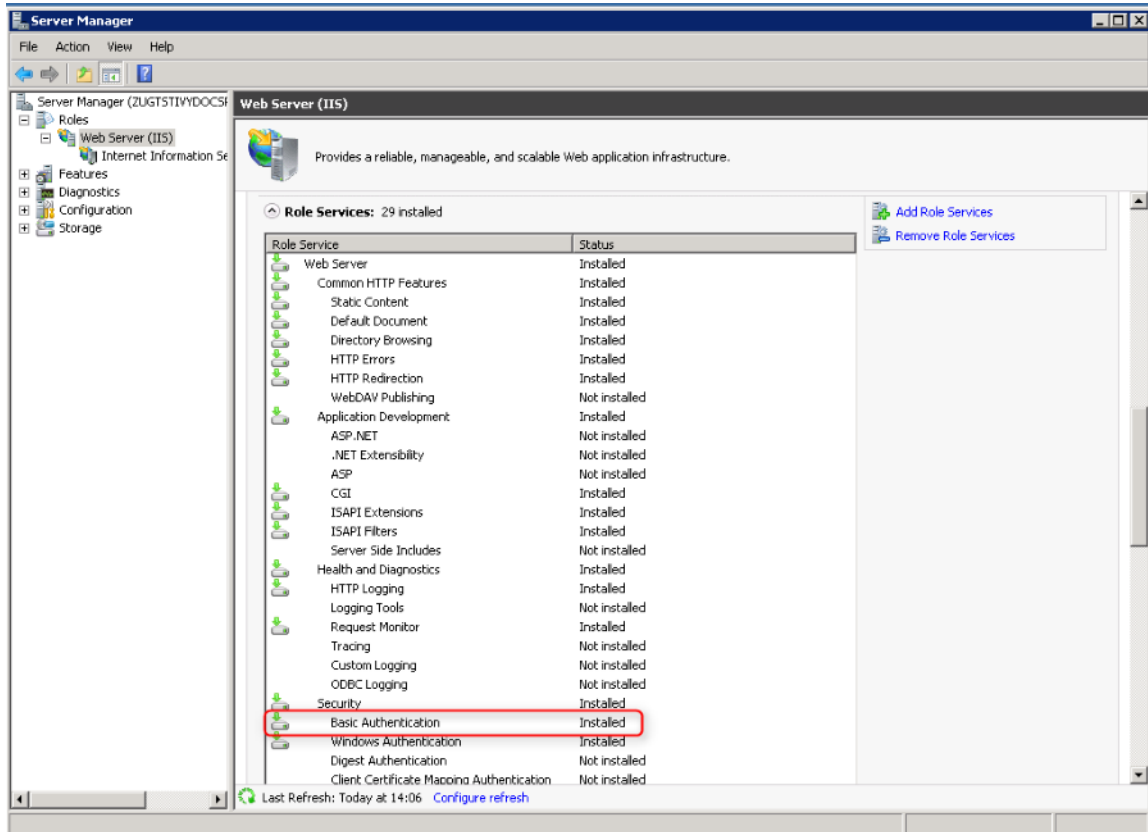 Server Manager
File Action View Help
Server Manager (ZUGTSTIVYDOCSF
Roles
Web Server (IIS)
Internet Information Se
Features
Diagnostics
Configuration
Storage
Web Server (IIS)
Provides a reliable, manageable, and scalable Web application infrastructure.
Role Services: 29 installed
Add Role Services
Remove Role Services
Role Service Status
Web Server Installed
Common HTTP Features Installed
Static Content Installed
Default Document Installed
Directory Browsing Installed
HTTP Errors Installed
HTTP Redirection Installed
WebDAV Publishing Not installed
Application Development Installed
ASP.NET Not installed
.NET Extensibility Not installed
ASP Not installed
CGI Installed
ISAPI Extensions Installed
ISAPI Filters Installed
Server Side Includes Not installed
Health and Diagnostics Installed
HTTP Logging Installed
Logging Tools Not installed
Request Monitor Installed
Tracing Not installed
Custom Logging Not installed
ODBC Logging Not installed
Security Installed
Basic Authentication Installed
Windows Authentication Installed
Digest Authentication Not installed
Client Certificate Mapping Authentication Not installed
Last Refresh: Today at 14:06 Configure refresh